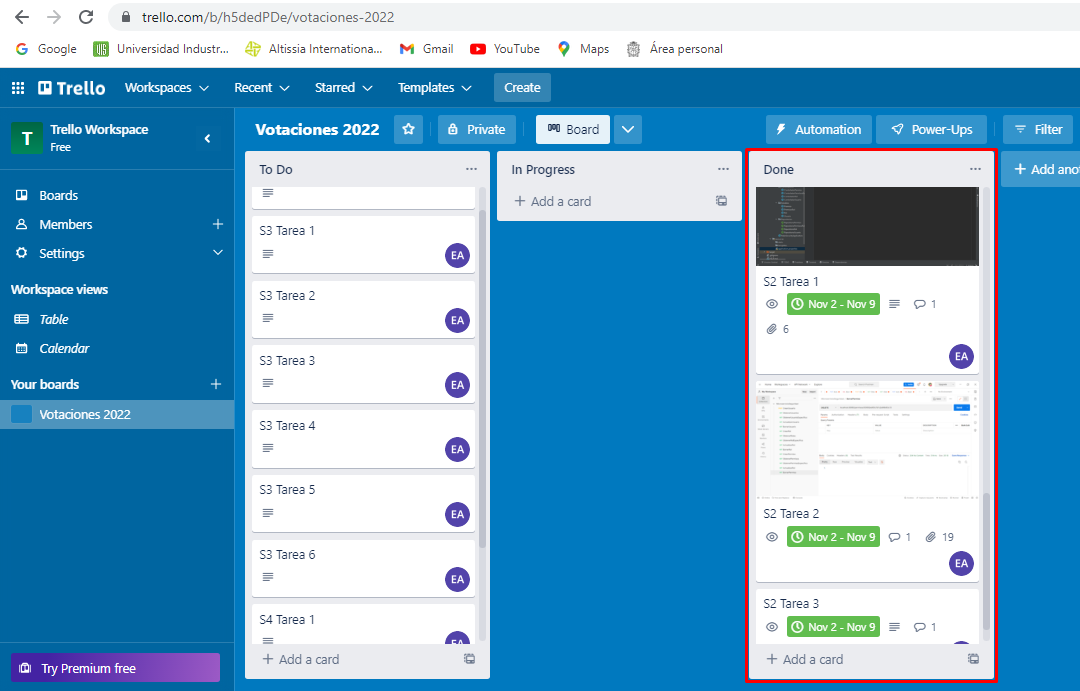 trello.com/b/h5dedPDe/votaciones-2022
Google Universidad Industr... Altissia Internationa... Gmail YouTube Maps Área personal
Trello Workspaces Recent Starred Templates Create
T Trello Workspace
Free
Boards
Members
Settings
Workspace views
Table
Calendar
Your boards
Votaciones 2022
Try Premium free
Votaciones 2022 Private Board Automation Power-Ups Filter
To Do
S3 Tarea 1
EA
S3 Tarea 2
EA
S3 Tarea 3
EA
S3 Tarea 4
EA
S3 Tarea 5
EA
S3 Tarea 6
EA
S4 Tarea 1
EA
Add a card
In Progress
Add a card
Done
S2 Tarea 1
Nov 2 - Nov 9 1
6
EA
S2 Tarea 2
Nov 2 - Nov 9 1 19
EA
S2 Tarea 3
Nov 2 - Nov 9 1
Add a card
Add anot